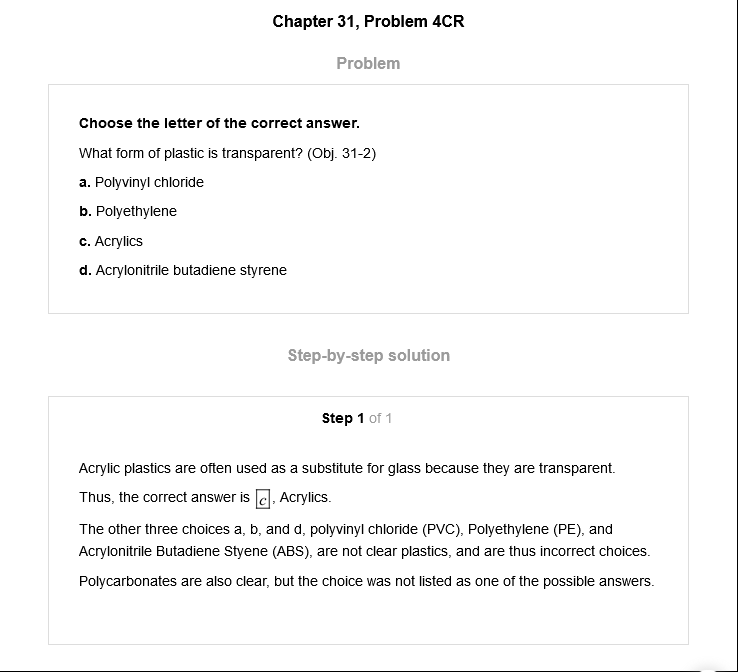 Chapter 31, Problem 4CR
Problem
Choose the letter of the correct answer.
What form of plastic is transparent? (Obj. 31-2)
a. Polyvinyl chloride
b. Polyethylene
c. Acrylics
d. Acrylonitrile butadiene styrene
Step-by-step solution
Step 1 of 1
Acrylic plastics are often used as a substitute for glass because they are transparent.
Thus, the correct answer is c, Acrylics.
The other three choices a, b, and d, polyvinyl chloride (PVC), Polyethylene (PE), and
Acrylonitrile Butadiene Styene (ABS), are not clear plastics, and are thus incorrect choices.
Polycarbonates are also clear, but the choice was not listed as one of the possible answers.